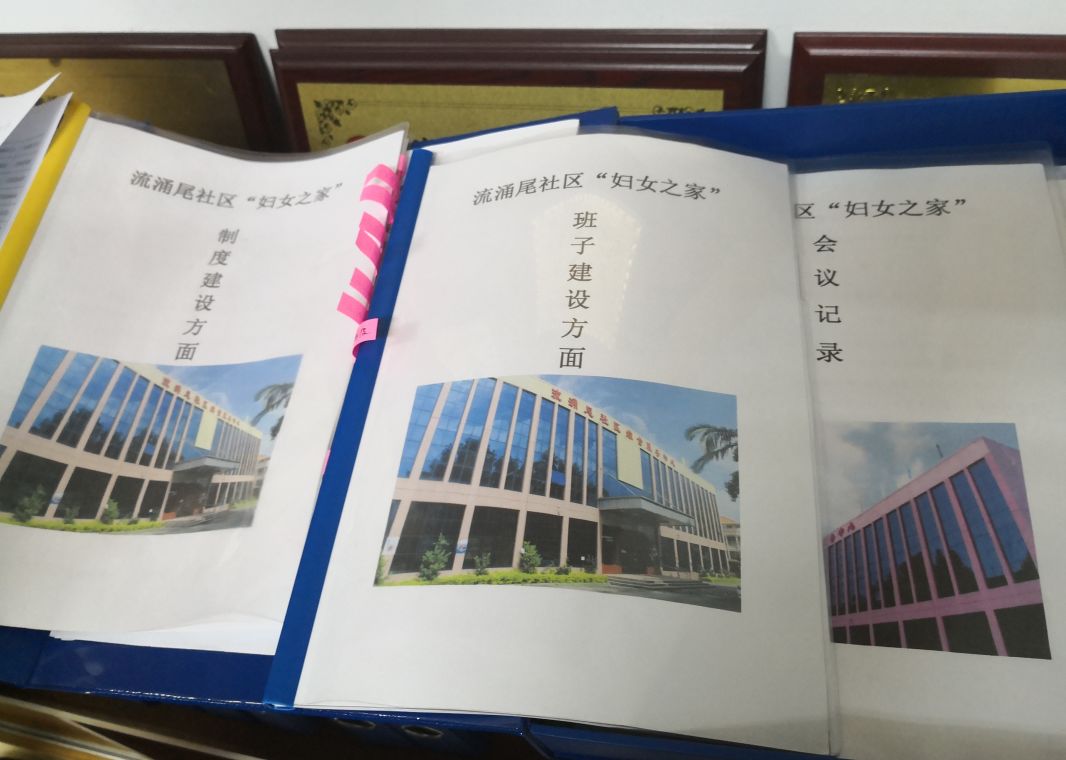 流涌尾社区“妇女之家”
制度建设方面
流涌尾社区“妇女之家”
班子建设方面
区“妇女之家”
会议记录